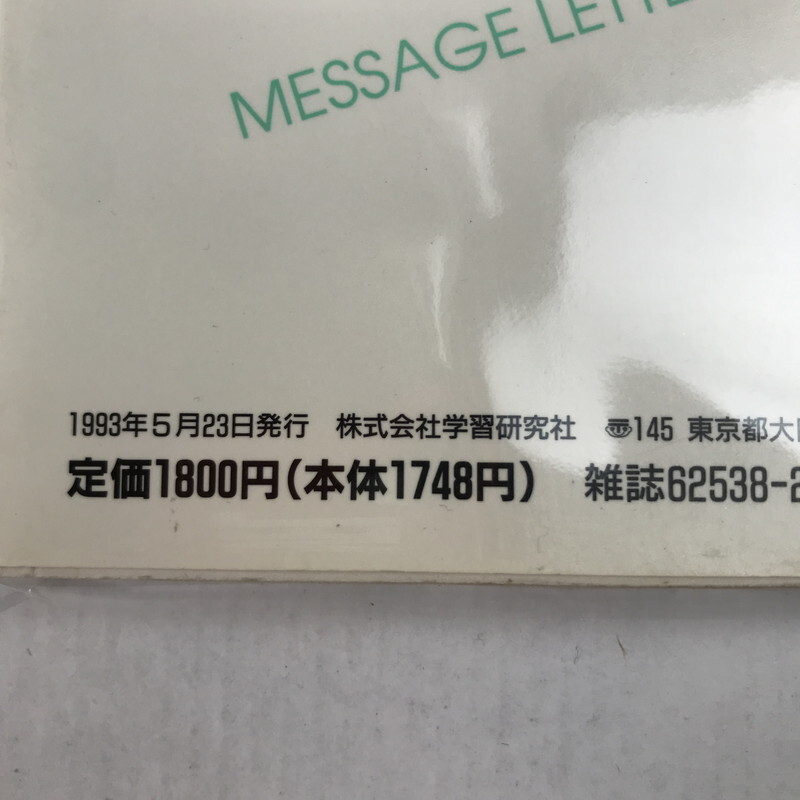 MESSAGE
1993年5月23日発行 株式会社学習研究社 〠145 東京都大
定価1800円(本体1748円) 雑誌62538-2